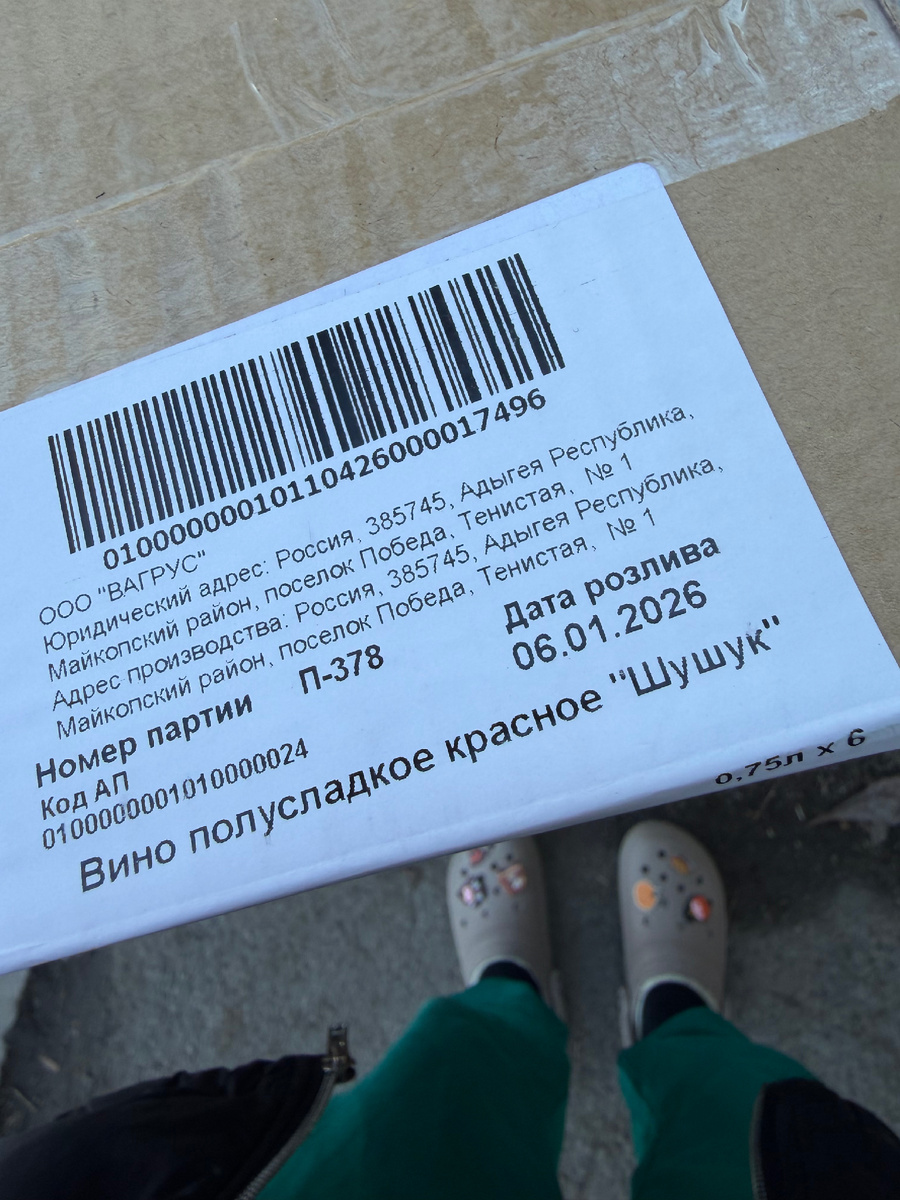 01000000010110426000017496
ООО "ВАГРУС"
Юридический адрес: Россия, 385745, Адыгея Республика,
Майкопский район, поселок Победа, Тенистая, № 1
Адрес производства: Россия, 385745, Адыгея Республика,
Майкопский район, поселок Победа, Тенистая, № 1
Номер партии П-378
Дата розлива
06.01.2026
Код АП
0100000001010000024
Вино полусладкое красное "Шушук"
0,75л x 6